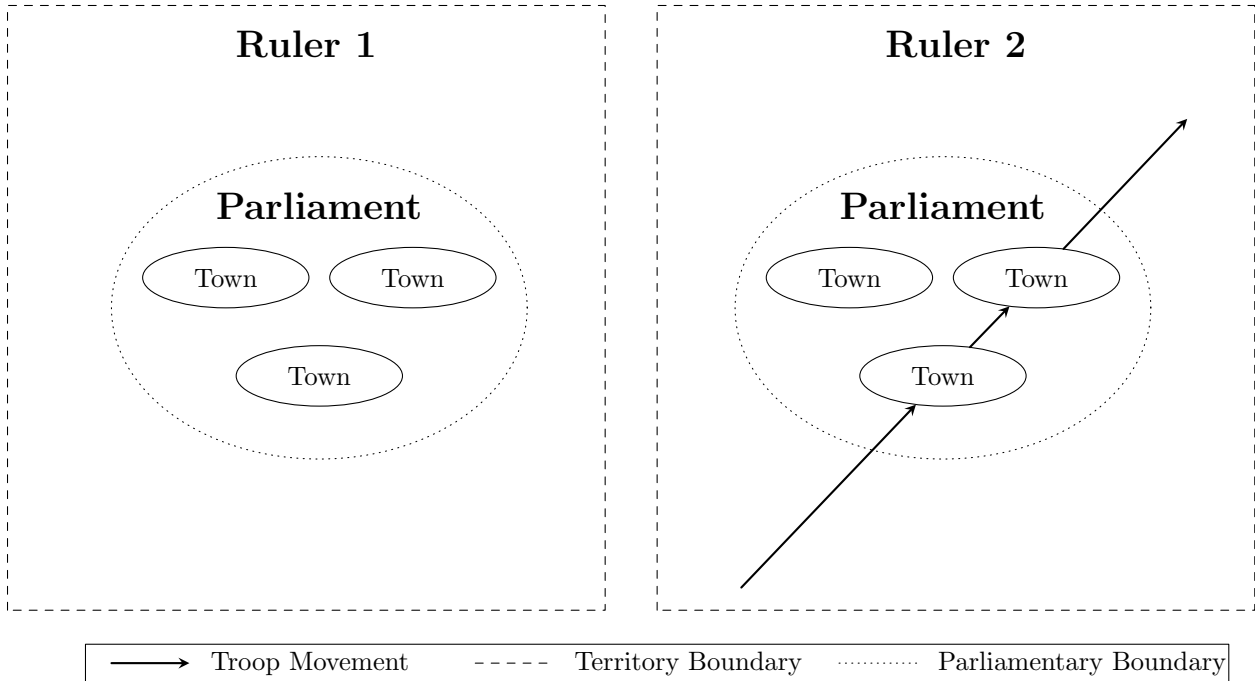 Ruler 1
Parliament
Town
Town
Town
Ruler 2
Parliament
Town
Town
Town
Troop Movement
Territory Boundary
Parliamentary Boundary